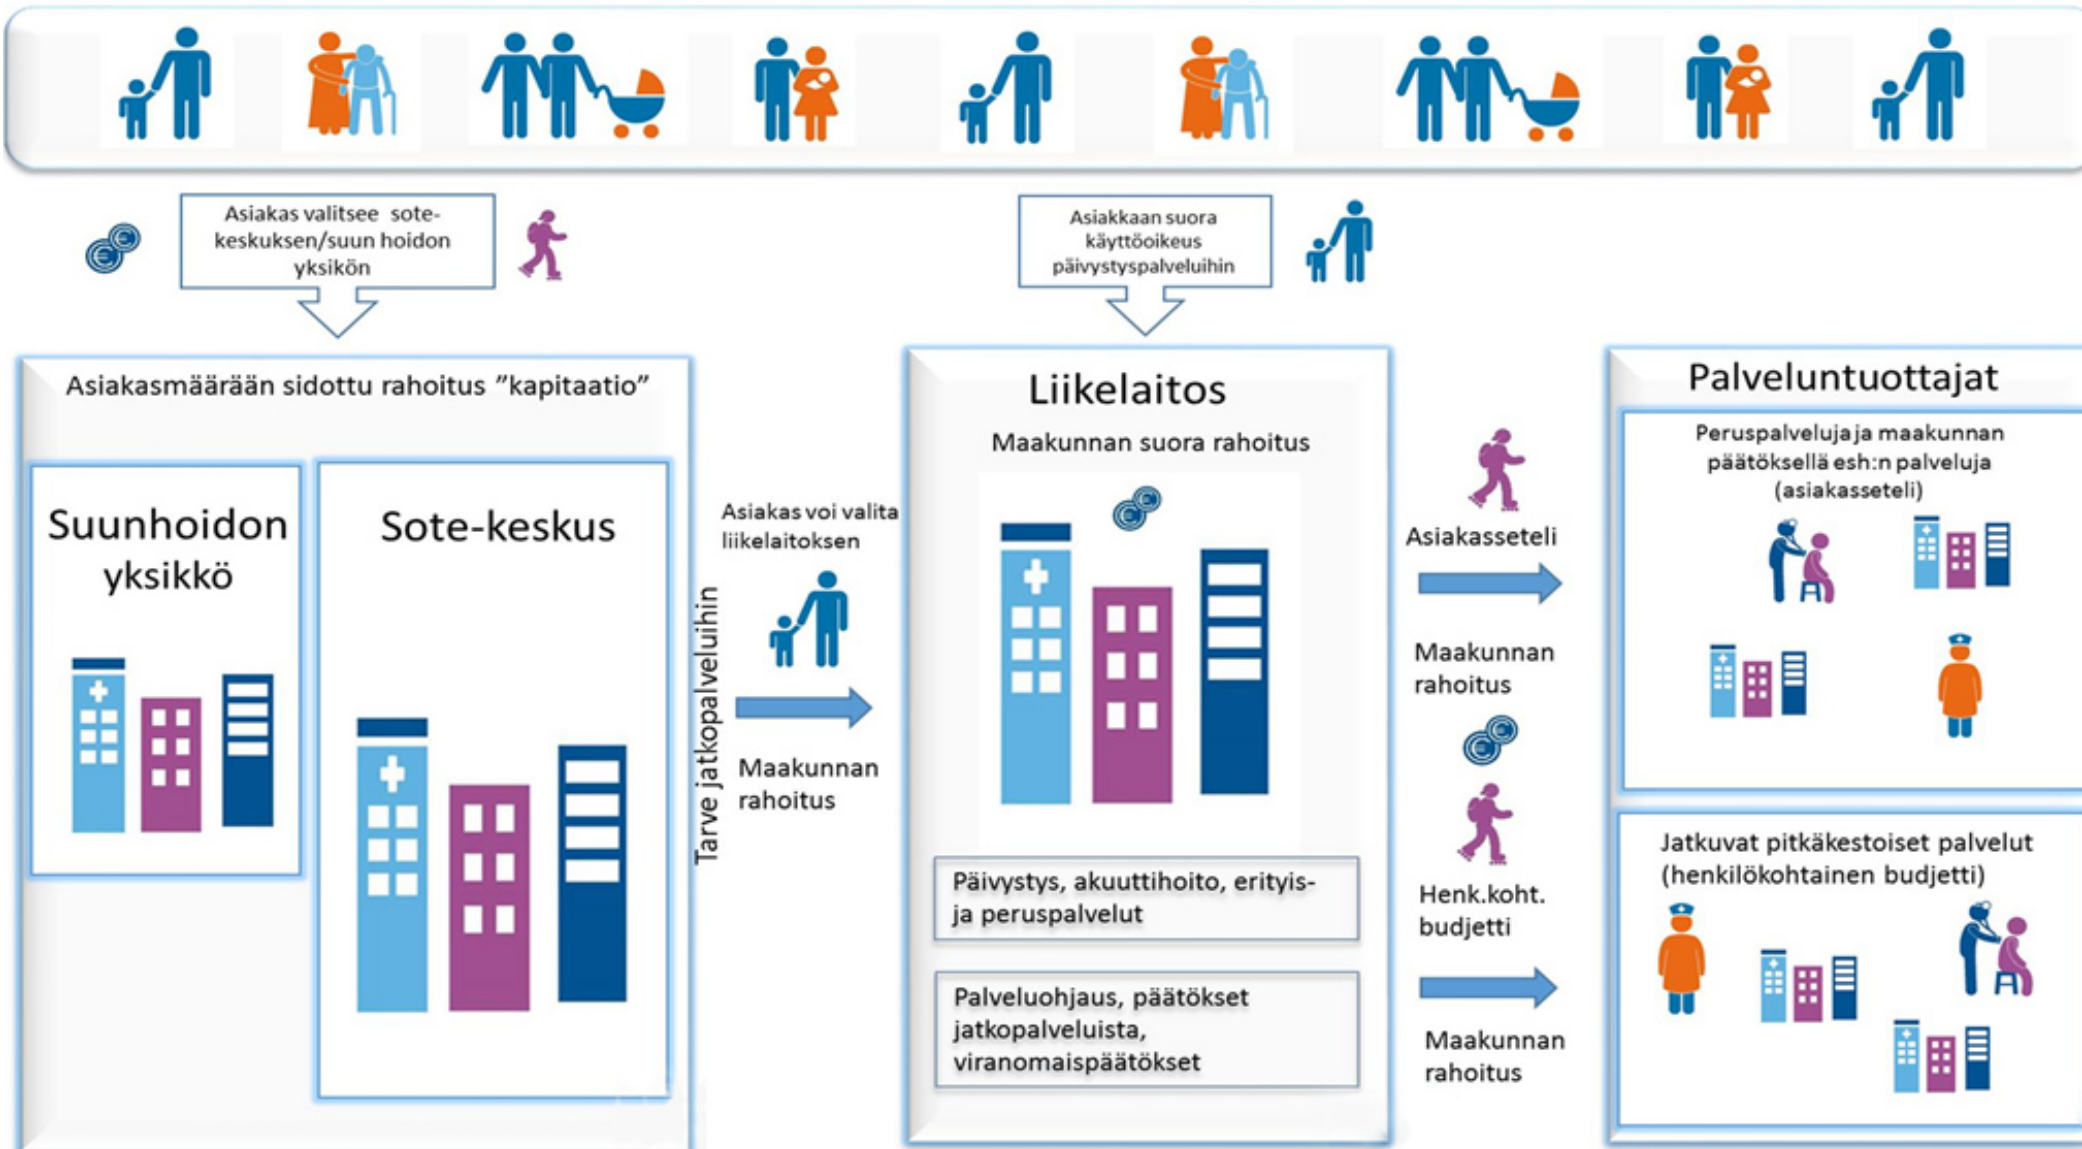 Asiakas valitsee sote-
keskuksen/suun hoidon
yksikön
Asiakkaan suora
käyttöoikeus
päivystyspalveluihin
Asiakasmäärään sidottu rahoitus ”kapitaatio”
Suunhoidon
yksikkö
Sote-keskus
Tarve jatkopalveluihin
Asiakas voi valita
liikelaitoksen
Maakunnan
rahoitus
Liikelaitos
Maakunnan suora rahoitus
Päivystys, akuuttihoito, erityis-
ja peruspalvelut
Palveluohjaus, päätökset
jatkopalveluista,
viranomaispäätökset
Asiakasseteli
Maakunnan
rahoitus
Henk.koht.
budjetti
Maakunnan
rahoitus
Palveluntuottajat
Peruspalveluja ja maakunnan
päätöksellä esh:n palveluja
(asiakasseteli)
Jatkuvat pitkäkestoiset palvelut
(henkilökohtainen budjetti)